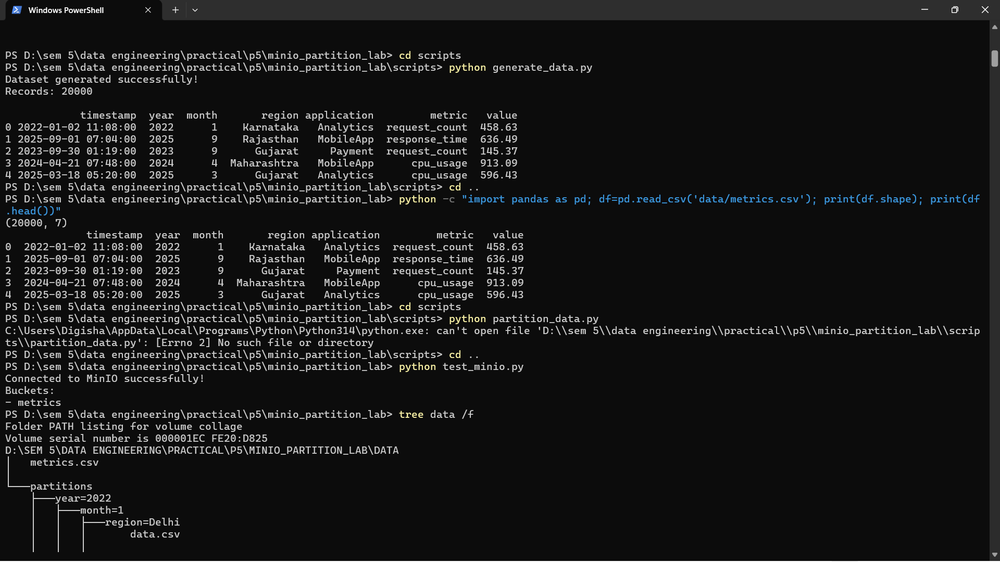 Windows PowerShell
PS D:\sem 5\data engineering\practical\p5\minio_partition_lab> cd scripts
PS D:\sem 5\data engineering\practical\p5\minio_partition_lab\scripts> python generate_data.py
Dataset generated successfully!
Records: 20000
            timestamp  year  month       region application         metric   value
0 2022-01-02 11:08:00  2022      1    Karnataka   Analytics  request_count  458.63
1 2025-09-01 07:04:00  2025      9    Rajasthan   MobileApp  response_time  636.49
2 2023-09-30 01:19:00  2023      9      Gujarat     Payment  request_count  145.37
3 2024-04-21 07:48:00  2024      4  Maharashtra   MobileApp      cpu_usage  913.09
4 2025-03-18 05:20:00  2025      3      Gujarat   Analytics      cpu_usage  596.43
PS D:\sem 5\data engineering\practical\p5\minio_partition_lab\scripts> cd ..
PS D:\sem 5\data engineering\practical\p5\minio_partition_lab> python -c "import pandas as pd; df=pd.read_csv('data/metrics.csv'); print(df.shape); print(df
.head())"
(20000, 7)
             timestamp  year  month       region application         metric   value
0  2022-01-02 11:08:00  2022      1    Karnataka   Analytics  request_count  458.63
1  2025-09-01 07:04:00  2025      9    Rajasthan   MobileApp  response_time  636.49
2  2023-09-30 01:19:00  2023      9      Gujarat     Payment  request_count  145.37
3  2024-04-21 07:48:00  2024      4  Maharashtra   MobileApp      cpu_usage  913.09
4  2025-03-18 05:20:00  2025      3      Gujarat   Analytics      cpu_usage  596.43
PS D:\sem 5\data engineering\practical\p5\minio_partition_lab> cd scripts
PS D:\sem 5\data engineering\practical\p5\minio_partition_lab\scripts> python partition_data.py
C:\Users\Digisha\AppData\Local\Programs\Python\Python314\python.exe: can't open file 'D:\\sem 5\\data engineering\\practical\\p5\\minio_partition_lab\\scrip
ts\\partition_data.py': [Errno 2] No such file or directory
PS D:\sem 5\data engineering\practical\p5\minio_partition_lab\scripts> cd ..
PS D:\sem 5\data engineering\practical\p5\minio_partition_lab> python test_minio.py
Connected to MinIO successfully!
Buckets:
- metrics
PS D:\sem 5\data engineering\practical\p5\minio_partition_lab> tree data /f
Folder PATH listing for volume collage
Volume serial number is 000001EC FE20:D825
D:\SEM 5\DATA ENGINEERING\PRACTICAL\P5\MINIO_PARTITION_LAB\DATA
metrics.csv
partitions
year=2022
month=1
region=Delhi
data.csv